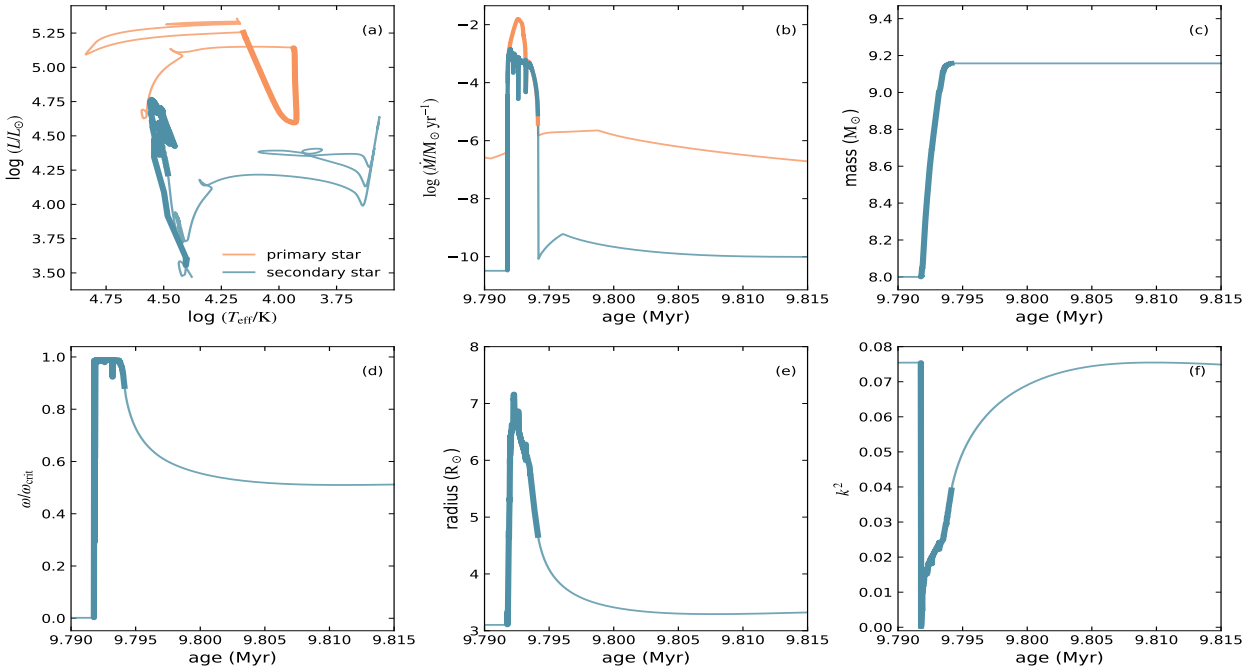 (a)
5.25
5.00
4.75
4.50
4.25
4.00
3.75
3.50
log (L/L⊙)
primary star
secondary star
4.75 4.50 4.25 4.00 3.75
log (Teff/K)
(b)
−2
−4
−6
−8
−10
log (Ṁ/M⊙ yr−1)
9.790 9.795 9.800 9.805 9.810 9.815
age (Myr)
(c)
9.4
9.2
9.0
8.8
8.6
8.4
8.2
8.0
mass (M⊙)
9.790 9.795 9.800 9.805 9.810 9.815
age (Myr)
(d)
1.0
0.8
0.6
0.4
0.2
0.0
ω/ωcrit
9.790 9.795 9.800 9.805 9.810 9.815
age (Myr)
(e)
8
7
6
5
4
3
radius (R⊙)
9.790 9.795 9.800 9.805 9.810 9.815
age (Myr)
(f)
0.08
0.07
0.06
0.05
0.04
0.03
0.02
0.01
0.00
k2
9.790 9.795 9.800 9.805 9.810 9.815
age (Myr)